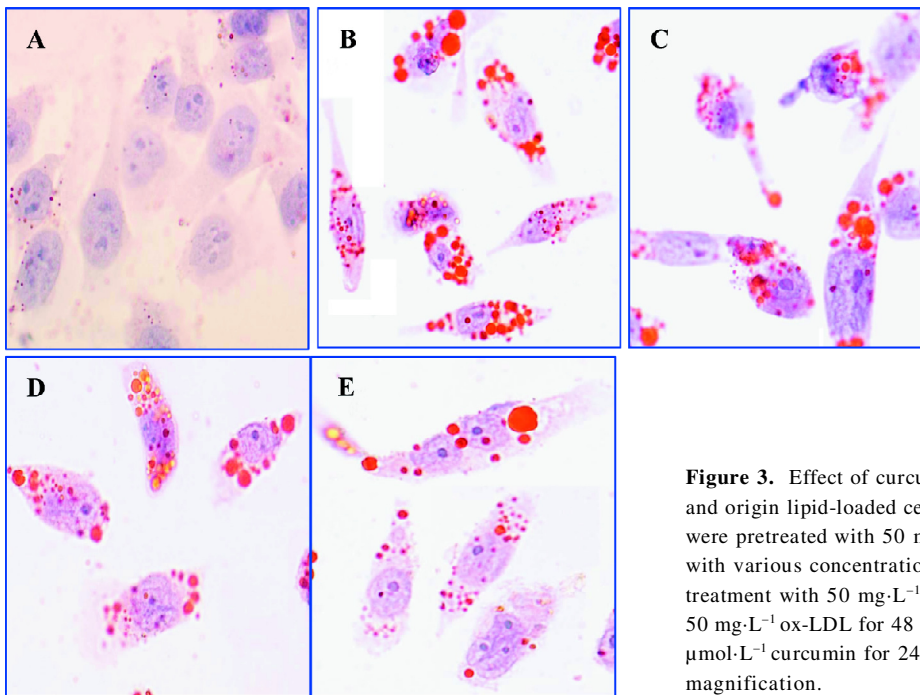 A
B
C
D
E
Figure 3. Effect of curcu
and origin lipid-loaded ce
were pretreated with 50 m
with various concentration
treatment with 50 mg·L⁻¹
50 mg·L⁻¹ ox-LDL for 48
μmol·L⁻¹ curcumin for 24
magnification.